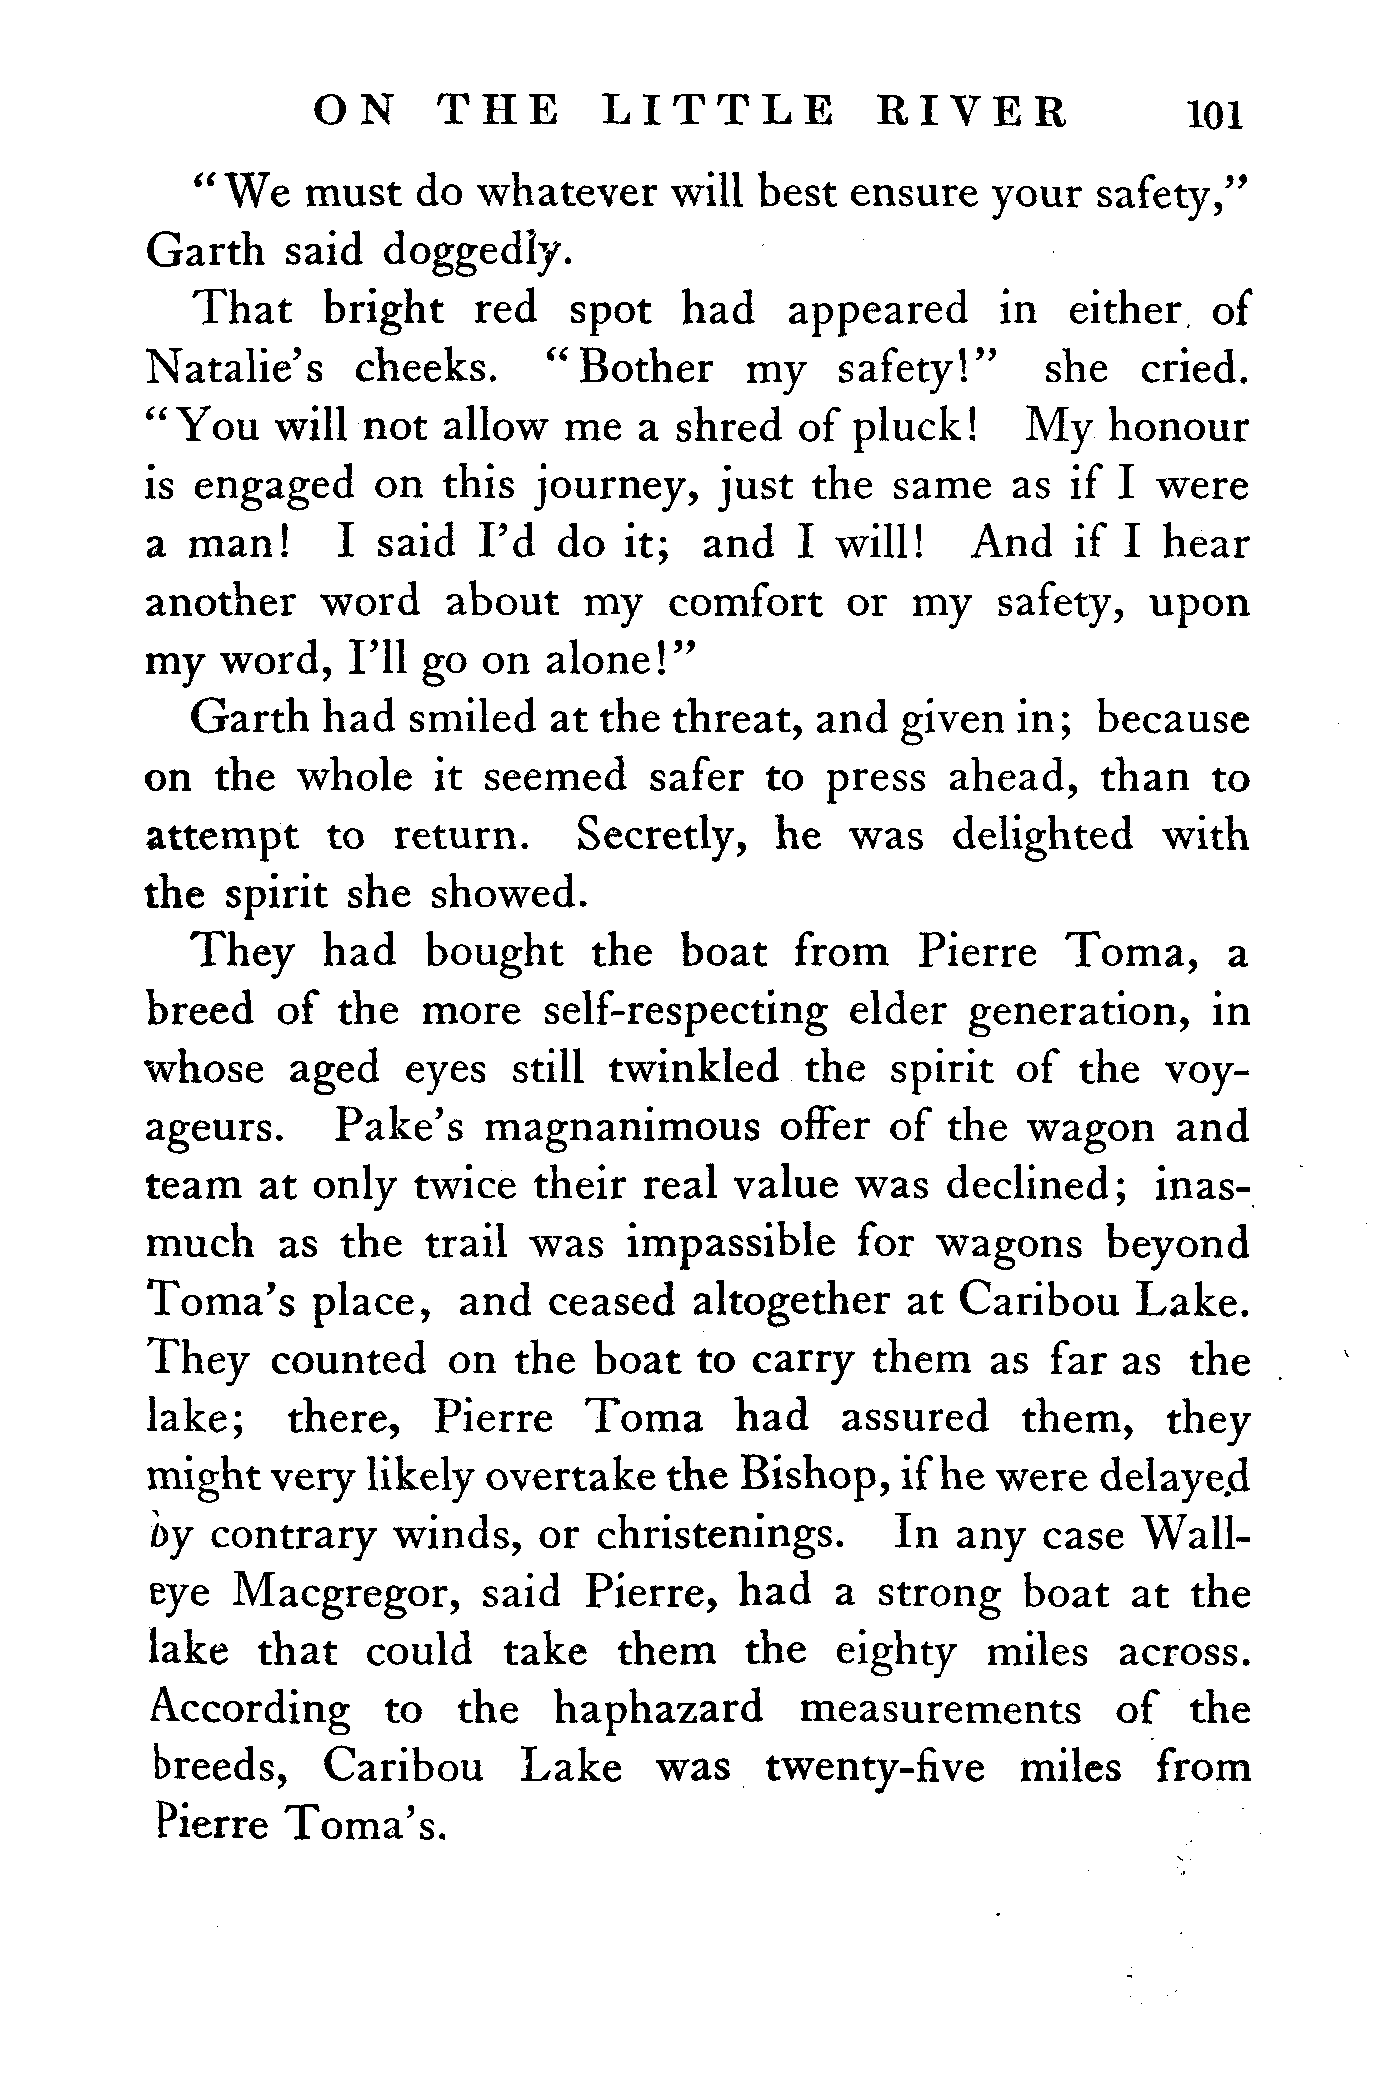 ON THE LITTLE RIVER 101
"We must do whatever will best ensure your safety,"
Garth said doggedly.
That bright red spot had appeared in either of
Natalie's cheeks. "Bother my safety!" she cried.
"You will not allow me a shred of pluck! My honour
is engaged on this journey, just the same as if I were
a man! I said I'd do it; and I will! And if I hear
another word about my comfort or my safety, upon
my word, I'll go on alone!"
Garth had smiled at the threat, and given in; because
on the whole it seemed safer to press ahead, than to
attempt to return. Secretly, he was delighted with
the spirit she showed.
They had bought the boat from Pierre Toma, a
breed of the more self-respecting elder generation, in
whose aged eyes still twinkled the spirit of the voy-
ageurs. Pake's magnanimous offer of the wagon and
team at only twice their real value was declined; inas-
much as the trail was impassible for wagons beyond
Toma's place, and ceased altogether at Caribou Lake.
They counted on the boat to carry them as far as the
lake; there, Pierre Toma had assured them, they
might very likely overtake the Bishop, if he were delayed
by contrary winds, or christenings. In any case Wall-
eye Macgregor, said Pierre, had a strong boat at the
lake that could take them the eighty miles across.
According to the haphazard measurements of the
breeds, Caribou Lake was twenty-five miles from
Pierre Toma's.